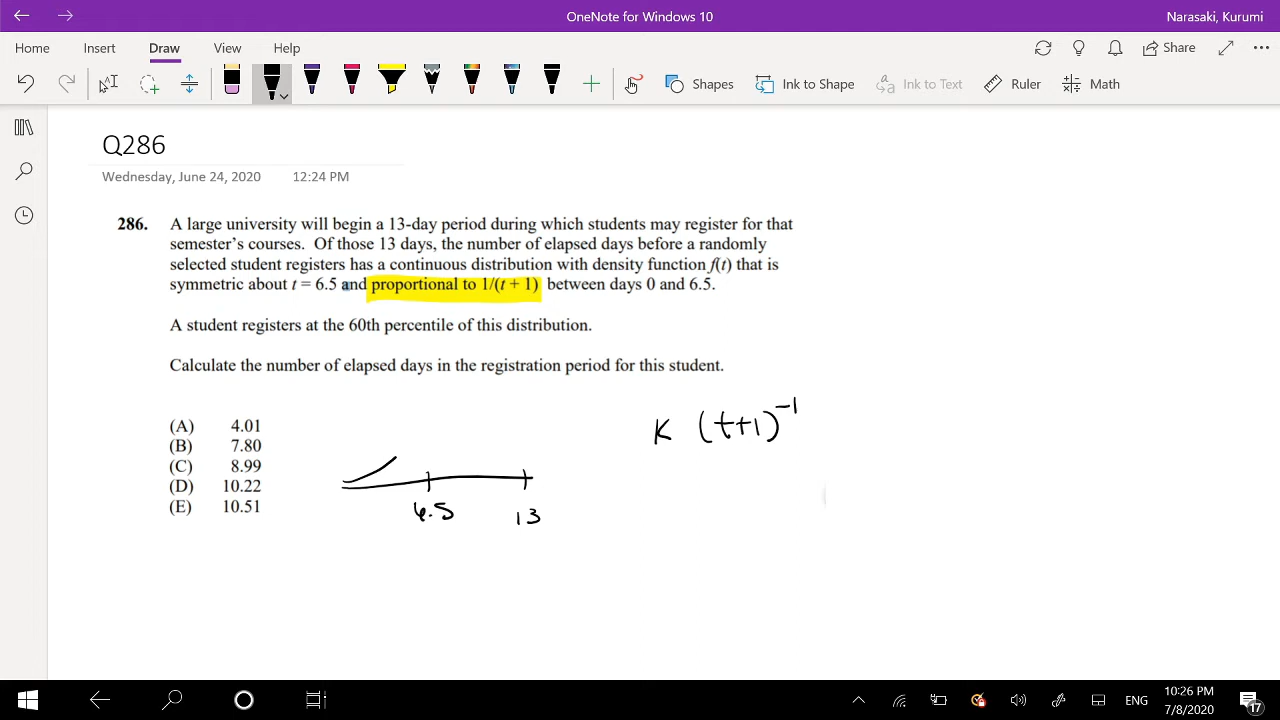 OneNote for Windows 10
Narasaki, Kurumi
Home Insert Draw View Help Share
Shapes Ink to Shape Ink to Text Ruler Math
Q286
Wednesday, June 24, 2020 12:24 PM
286. A large university will begin a 13-day period during which students may register for that
semester's courses. Of those 13 days, the number of elapsed days before a randomly
selected student registers has a continuous distribution with density function f(t) that is
symmetric about t = 6.5 and proportional to 1/(t + 1) between days 0 and 6.5.
A student registers at the 60th percentile of this distribution.
Calculate the number of elapsed days in the registration period for this student.
K (t+1)^-1
(A) 4.01
(B) 7.80
(C) 8.99
(D) 10.22
(E) 10.51
6.5 13
ENG
10:26 PM
7/8/2020
17